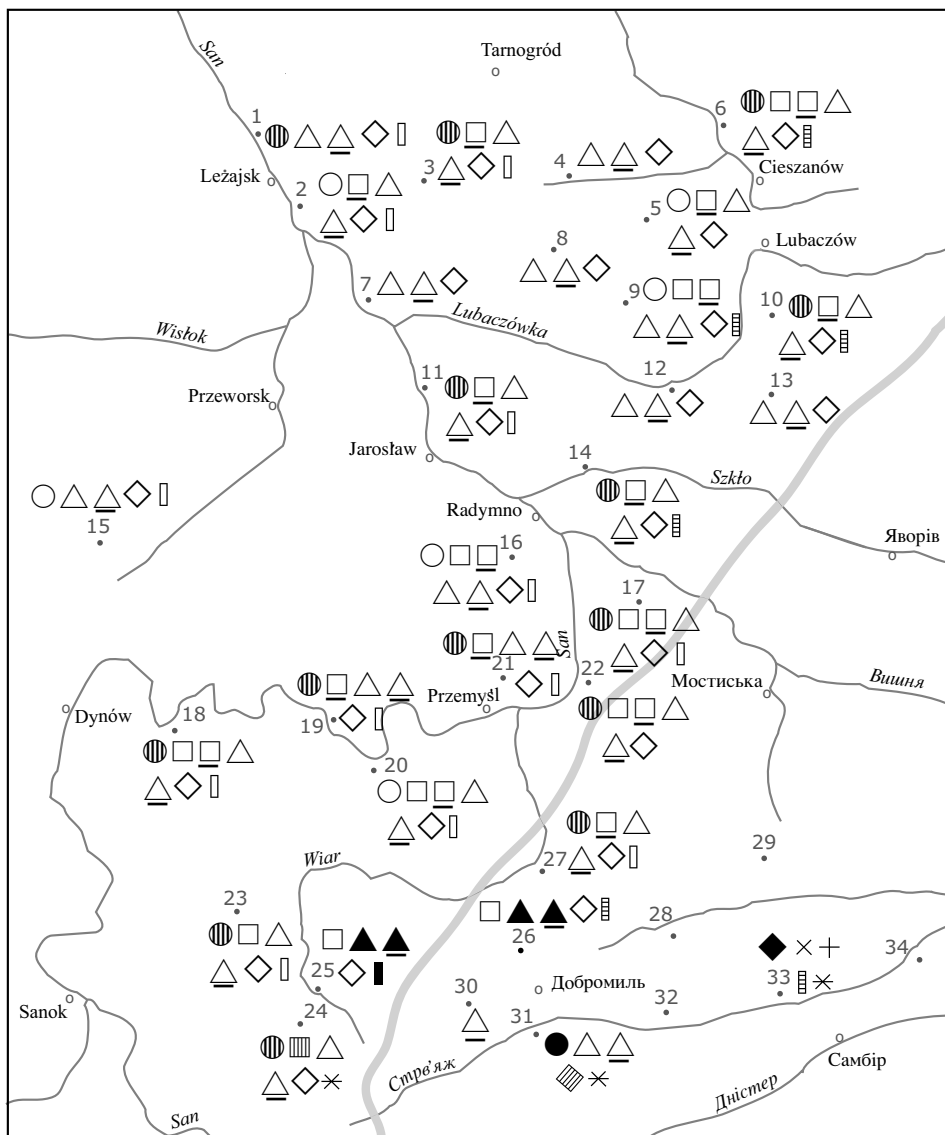 San
Tarnogród
1
6
Leżajsk
3
4
Cieszanów
2
5
Lubaczów
8
7
9
10
Lubaczówka
Wisłok
11
12
13
Przeworsk
Jarosław
14
Szkło
15
Radymno
Яворів
16
17
San
21
22
Мостиська
Вишня
Dynów
18
19
Przemyśl
20
Wiar
27
29
23
26
28
34
25
Добромиль
33
Sanok
24
30
31
32
Самбір
Стрв'яж
Дністер
San